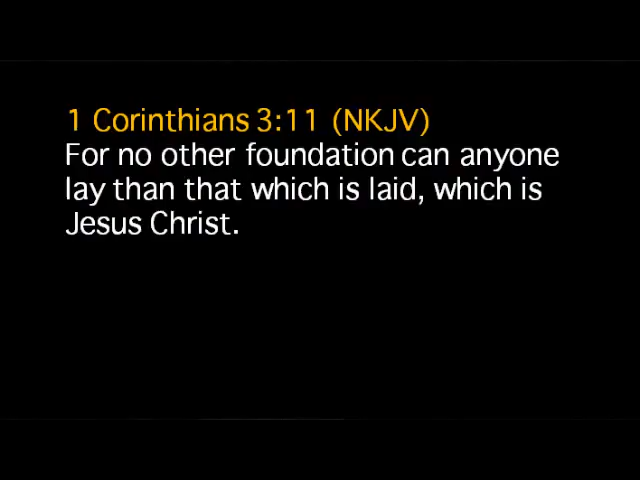 1 Corinthians 3:11 (NKJV)
For no other foundation can anyone
lay than that which is laid, which is
Jesus Christ.